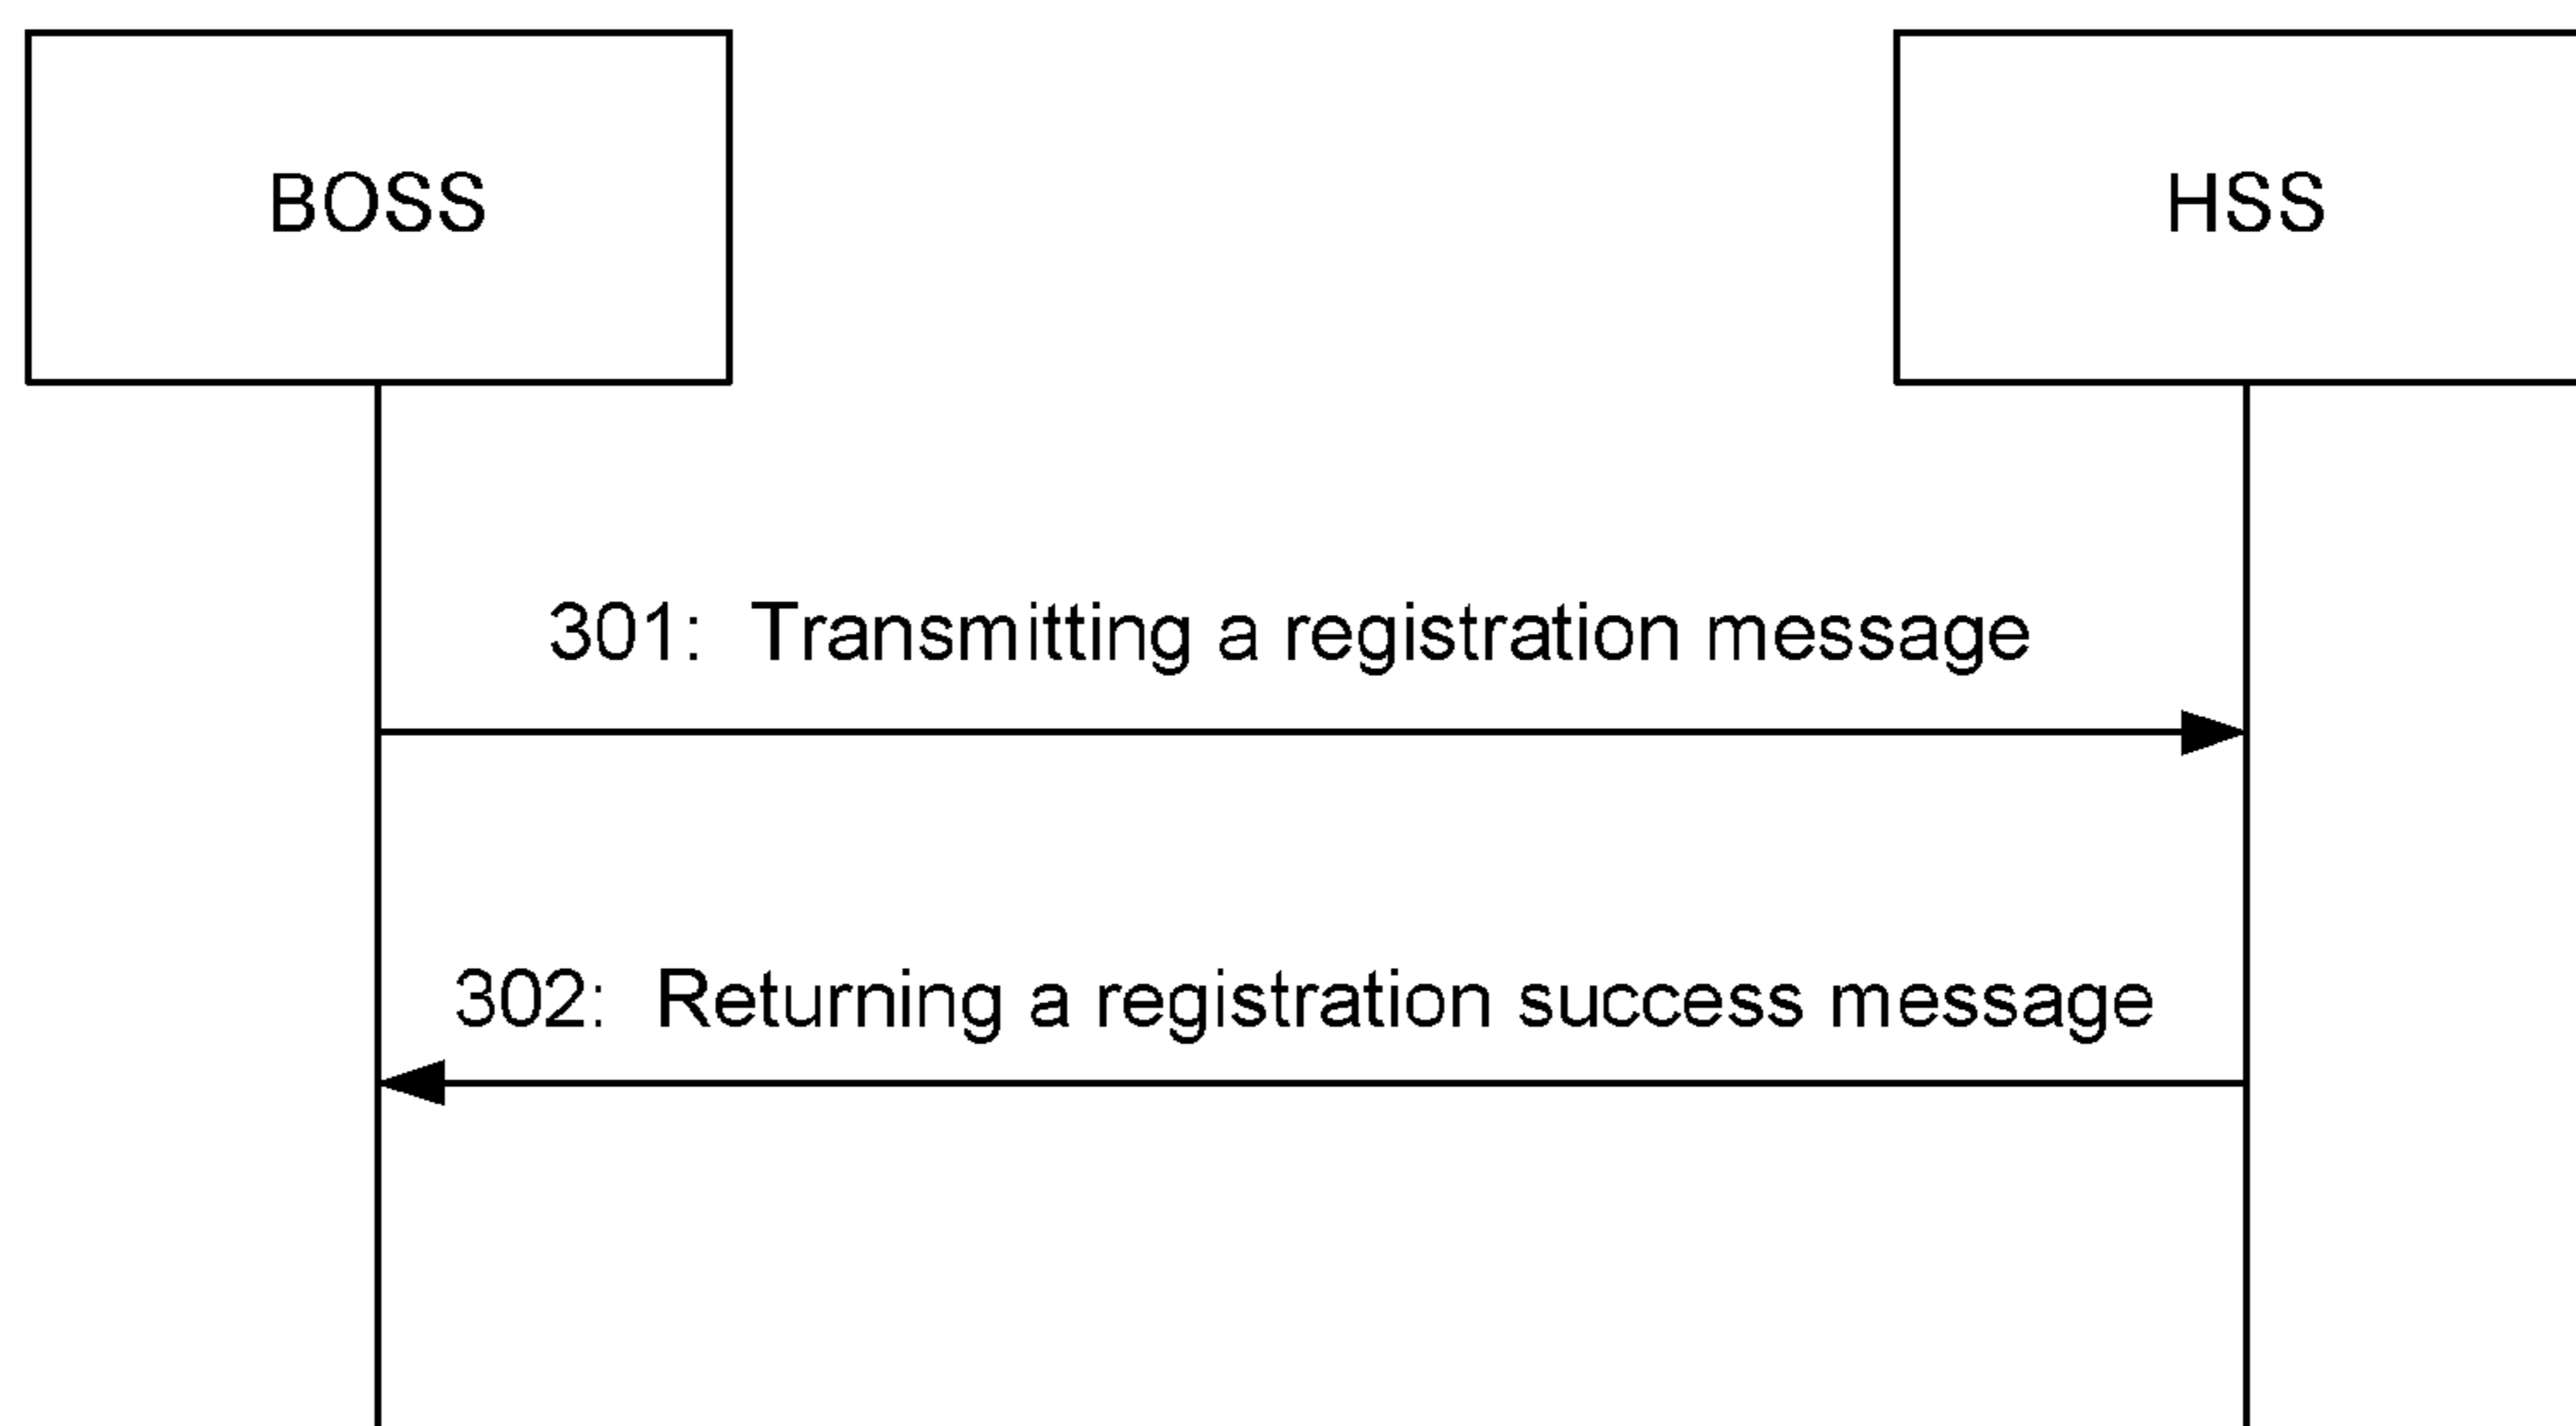 BOSS
HSS
301: Transmitting a registration message
302: Returning a registration success message